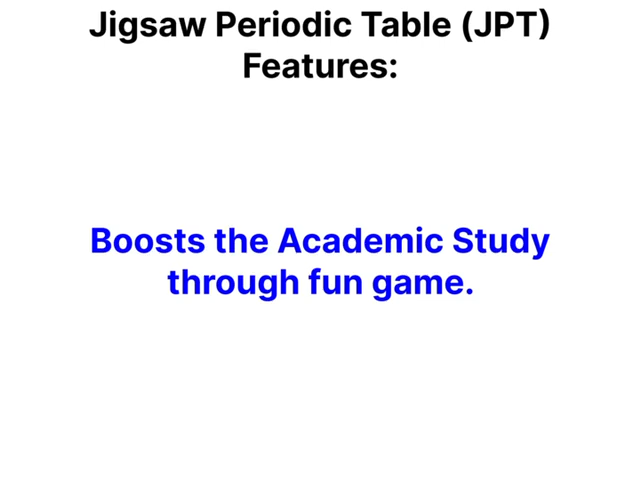 Jigsaw Periodic Table (JPT)
Features:
Boosts the Academic Study
through fun game.